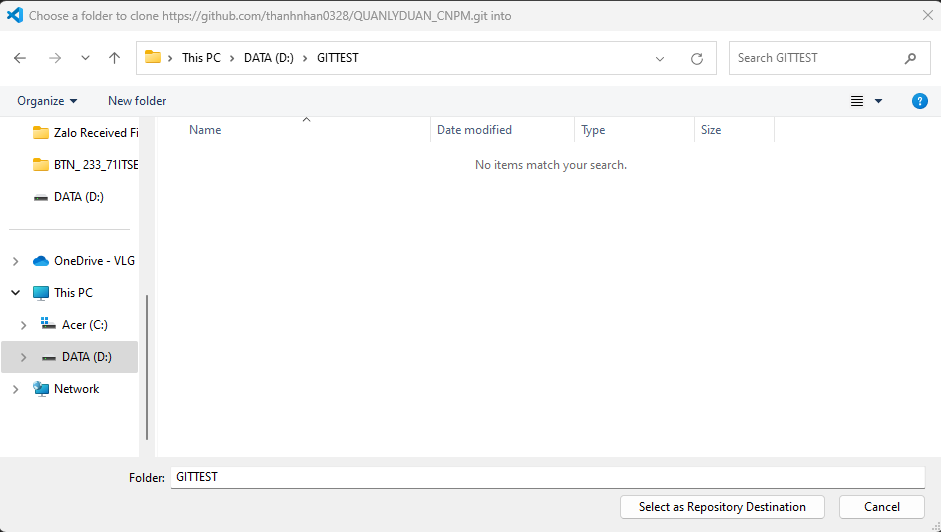 Choose a folder to clone https://github.com/thanhnhan0328/QUANLYDUAN_CNPM.git into
This PC > DATA (D:) > GITTEST
Search GITTEST
Organize
New folder
Name
Date modified
Type
Size
No items match your search.
Zalo Received Fi
BTN_ 233_71ITSE
DATA (D:)
OneDrive - VLG
This PC
Acer (C:)
DATA (D:)
Network
Folder: GITTEST
Select as Repository Destination
Cancel